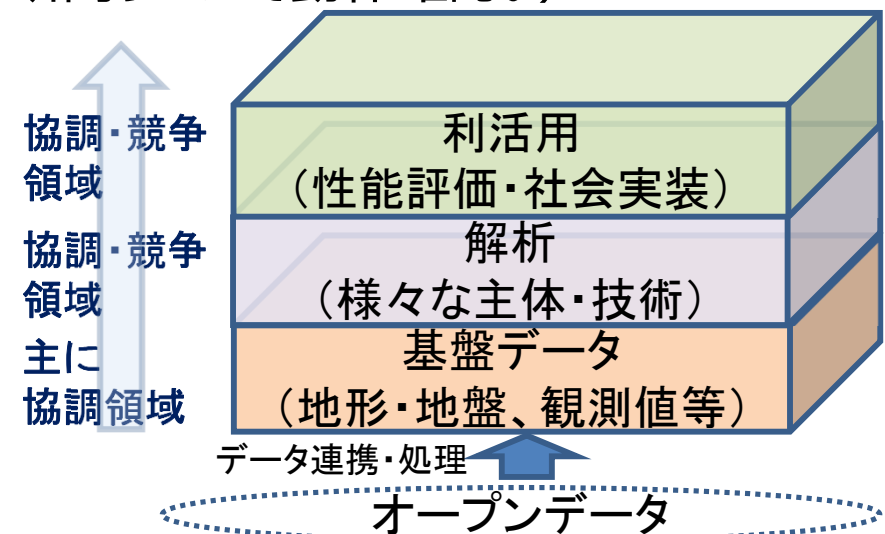 協調・競争
領域
利活用
（性能評価・社会実装）
協調・競争
領域
解析
（様々な主体・技術）
主に
協調領域
基盤データ
（地形・地盤、観測値等）
データ連携・処理
オープンデータ